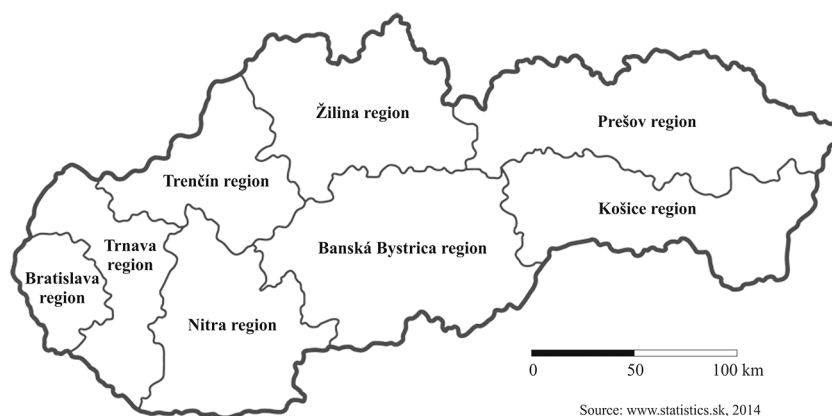 Žilina region
Prešov region
Trenčín region
Košice region
Trnava
region
Banská Bystrica region
Bratislava
region
Nitra region
0 50 100 km
Source: www.statistics.sk, 2014